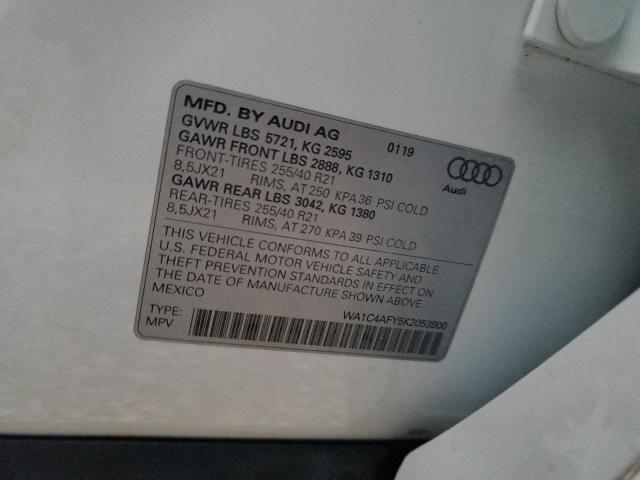 MFD. BY AUDI AG 0119
GVWR LBS 5721, KG 2595
GAWR FRONT LBS 2888, KG 1310
FRONT-TIRES 255/40 R21
8,5JX21 RIMS, AT 250 KPA 36 PSI COLD
GAWR REAR LBS 3042, KG 1380
REAR-TIRES 255/40 R21
8,5JX21 RIMS, AT 270 KPA 39 PSI COLD
Audi
THIS VEHICLE CONFORMS TO ALL APPLICABLE
U.S. FEDERAL MOTOR VEHICLE SAFETY AND
THEFT PREVENTION STANDARDS IN EFFECT ON
THE DATE OF MANUFACTURE SHOWN ABOVE
MEXICO
WA1C4AFY5K2053900
TYPE:
MPV